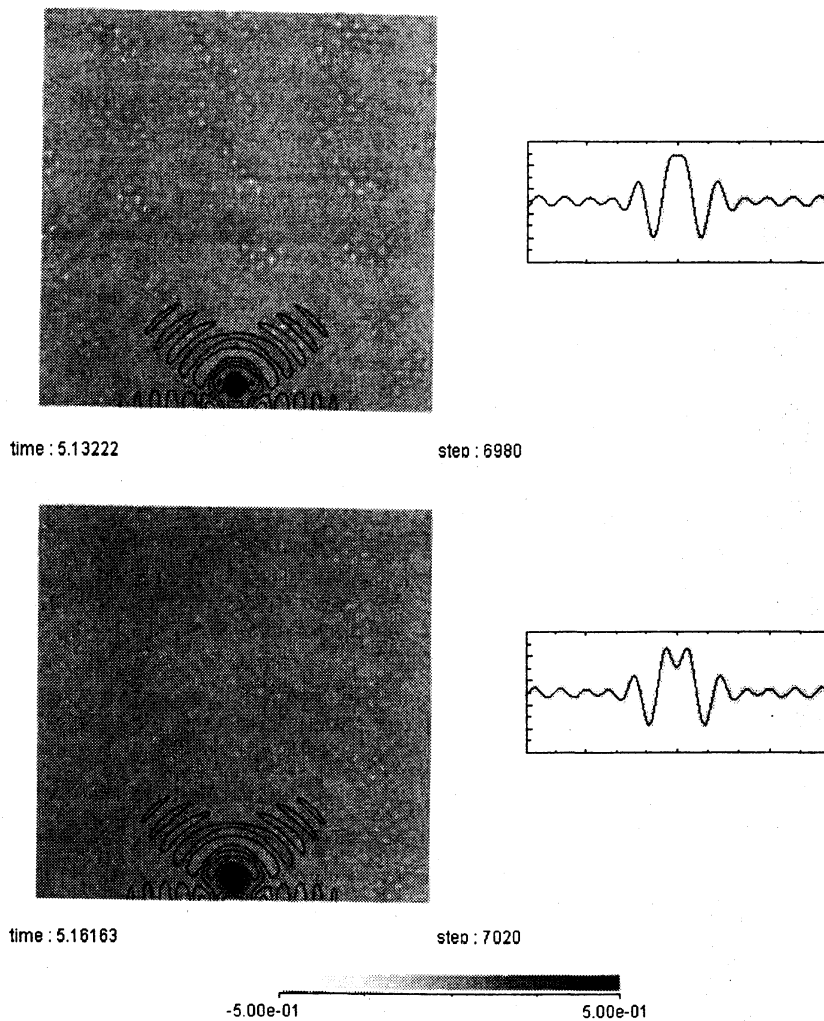 time : 5.13222
step : 6980
time : 5.16163
step : 7020
-5.00e-01
5.00e-01